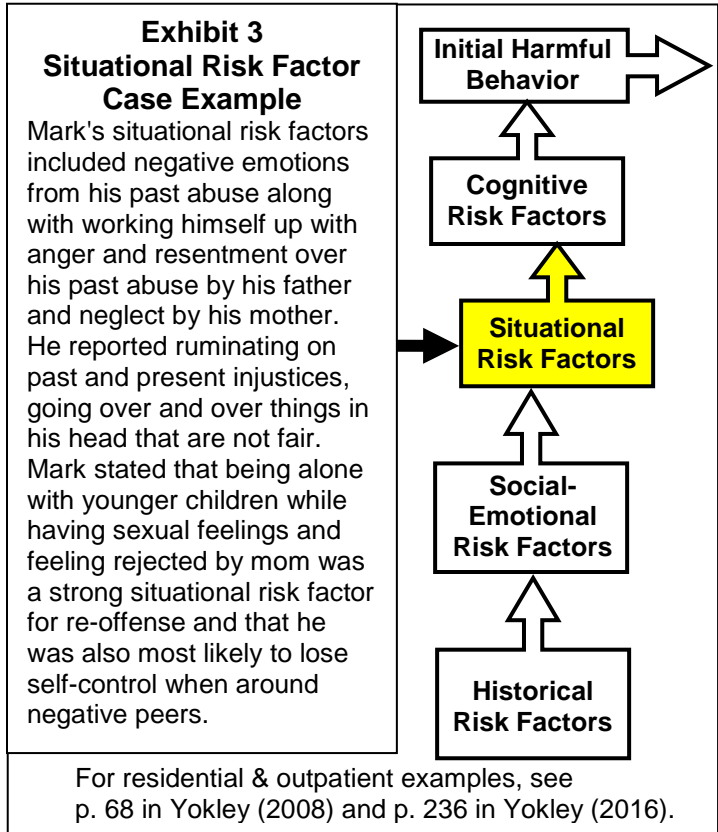 Exhibit 3
Situational Risk Factor
Case Example
Mark's situational risk factors
included negative emotions
from his past abuse along
with working himself up with
anger and resentment over
his past abuse by his father
and neglect by his mother.
He reported ruminating on
past and present injustices,
going over and over things in
his head that are not fair.
Mark stated that being alone
with younger children while
having sexual feelings and
feeling rejected by mom was
a strong situational risk factor
for re-offense and that he
was also most likely to lose
self-control when around
negative peers.
Initial Harmful
Behavior
Cognitive
Risk Factors
Situational
Risk Factors
Social-
Emotional
Risk Factors
Historical
Risk Factors
For residential & outpatient examples, see
p. 68 in Yokley (2008) and p. 236 in Yokley (2016).